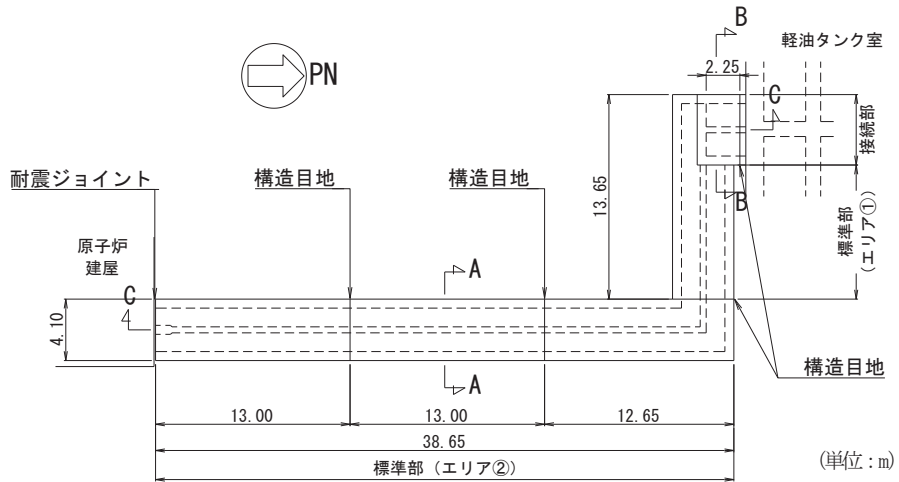 B
軽油タンク室
2.25
PN
C
接続部
耐震ジョイント
構造目地
構造目地
13.65
B
標準部
(エリア①)
原子炉
建屋
A
C
4.10
構造目地
A
13.00
13.00
12.65
38.65
(単位：m)
標準部（エリア②）